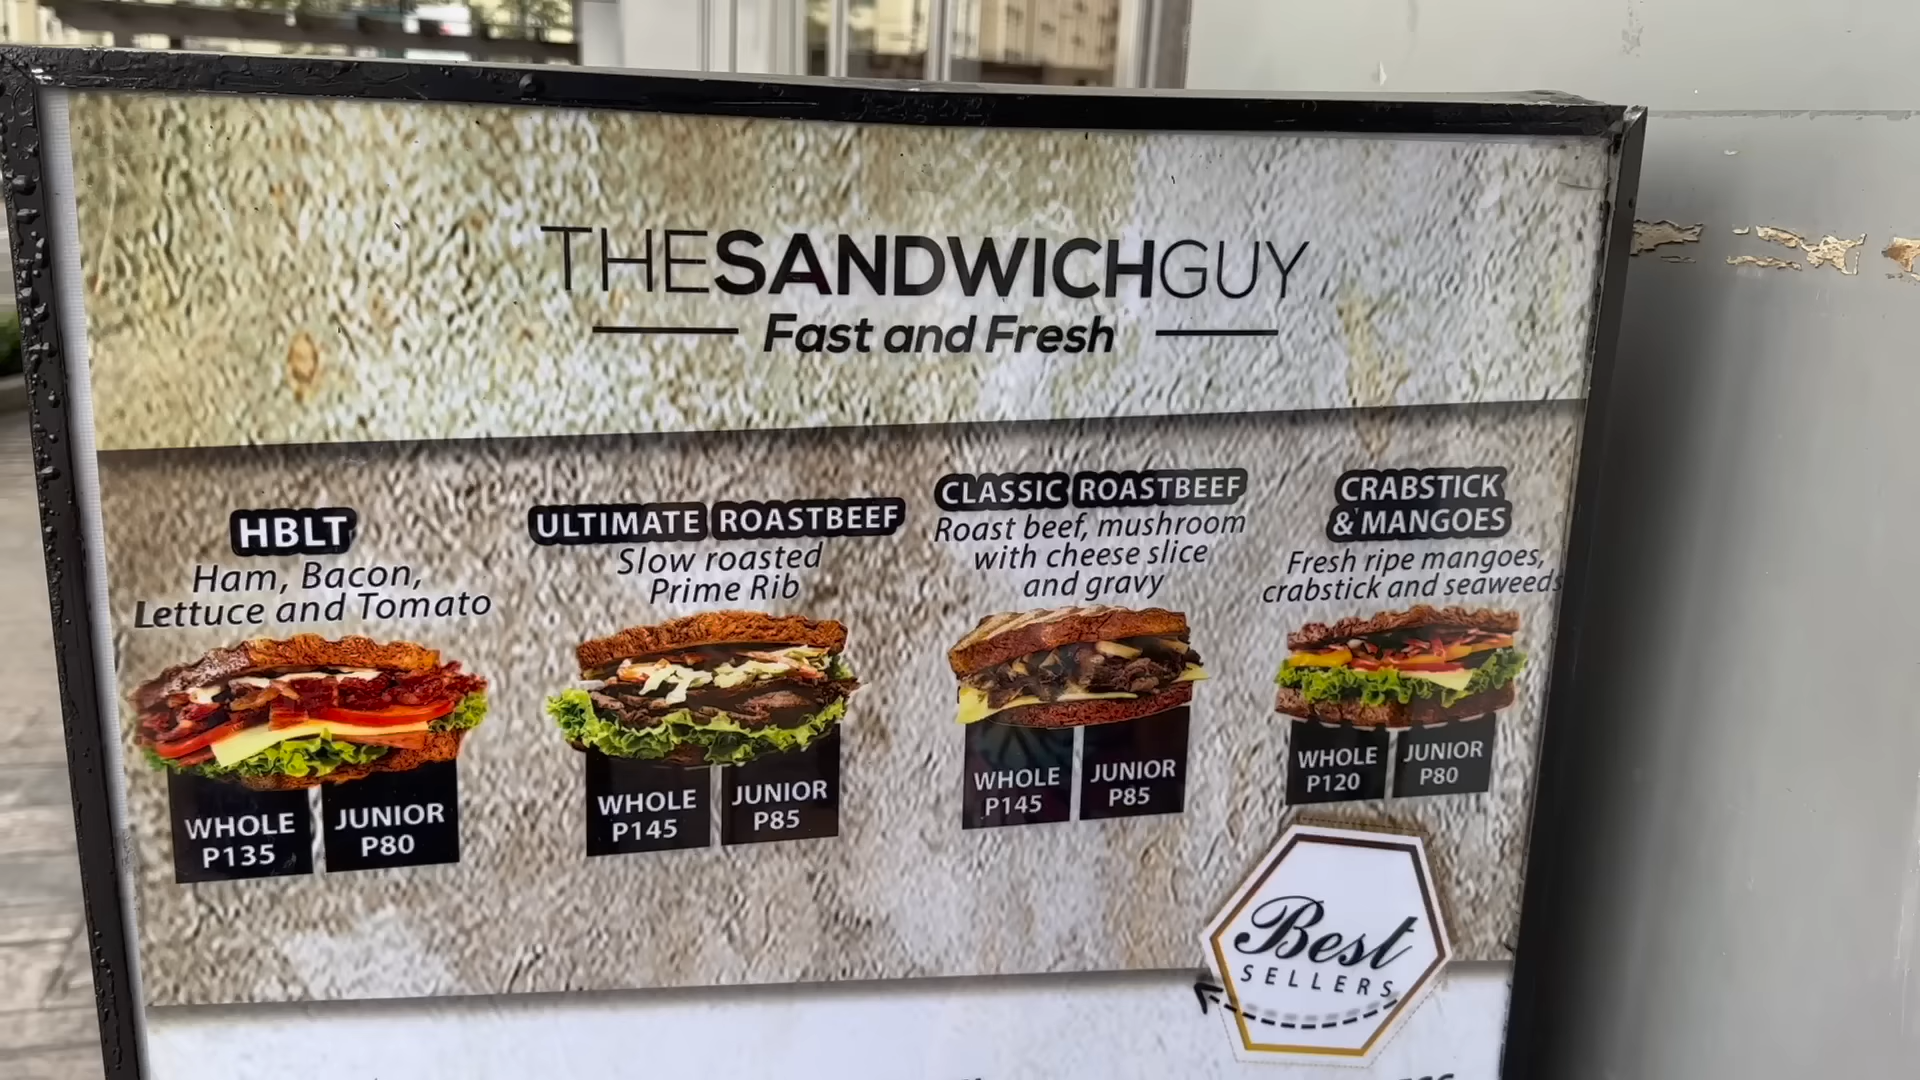 THESANDWICHGUY
Fast and Fresh
HBLT
Ham, Bacon,
Lettuce and Tomato
WHOLE
P135
JUNIOR
P80
ULTIMATE ROASTBEEF
Slow roasted
Prime Rib
WHOLE
P145
JUNIOR
P85
CLASSIC ROASTBEEF
Roast beef, mushroom
with cheese slice
and gravy
WHOLE
P145
JUNIOR
P85
CRABSTICK
& MANGOES
Fresh ripe mangoes,
crabstick and seaweeds
WHOLE
P120
JUNIOR
P80
Best
SELLERS